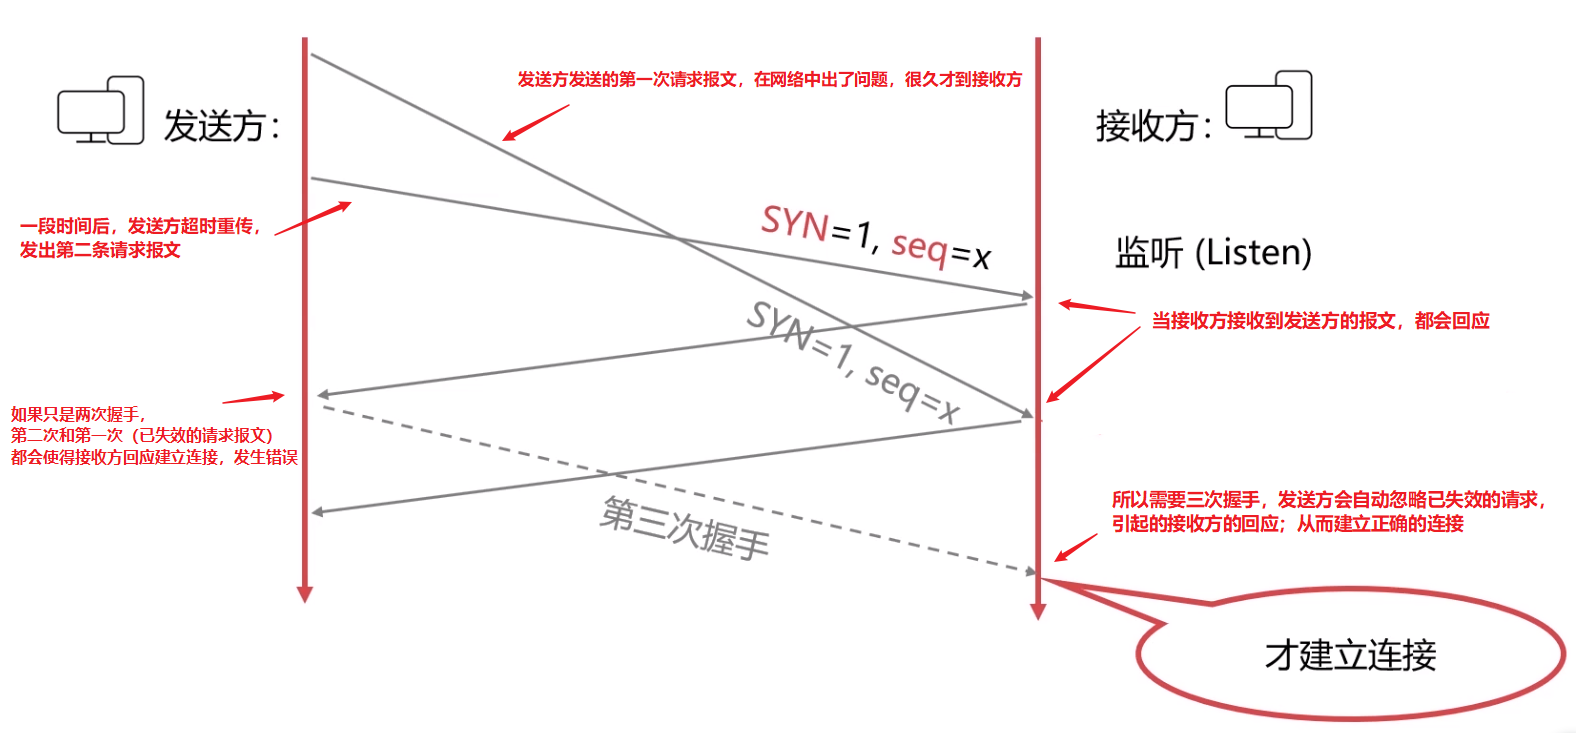 发送方发送的第一次请求报文，在网络中出了问题，很久才到接收方
发送方：
接收方：
一段时间后，发送方超时重传，
发出第二条请求报文
SYN=1, seq=x
监听 (Listen)
当接收方接收到发送方的报文，都会回应
SYN=1, seq=x
如果只是两次握手，
第二次和第一次（已失效的请求报文）
都会使得接收方回应建立连接，发生错误
第三次握手
所以需要三次握手，发送方会自动忽略已失效的请求，
引起的接收方的回应；从而建立正确的连接
才建立连接